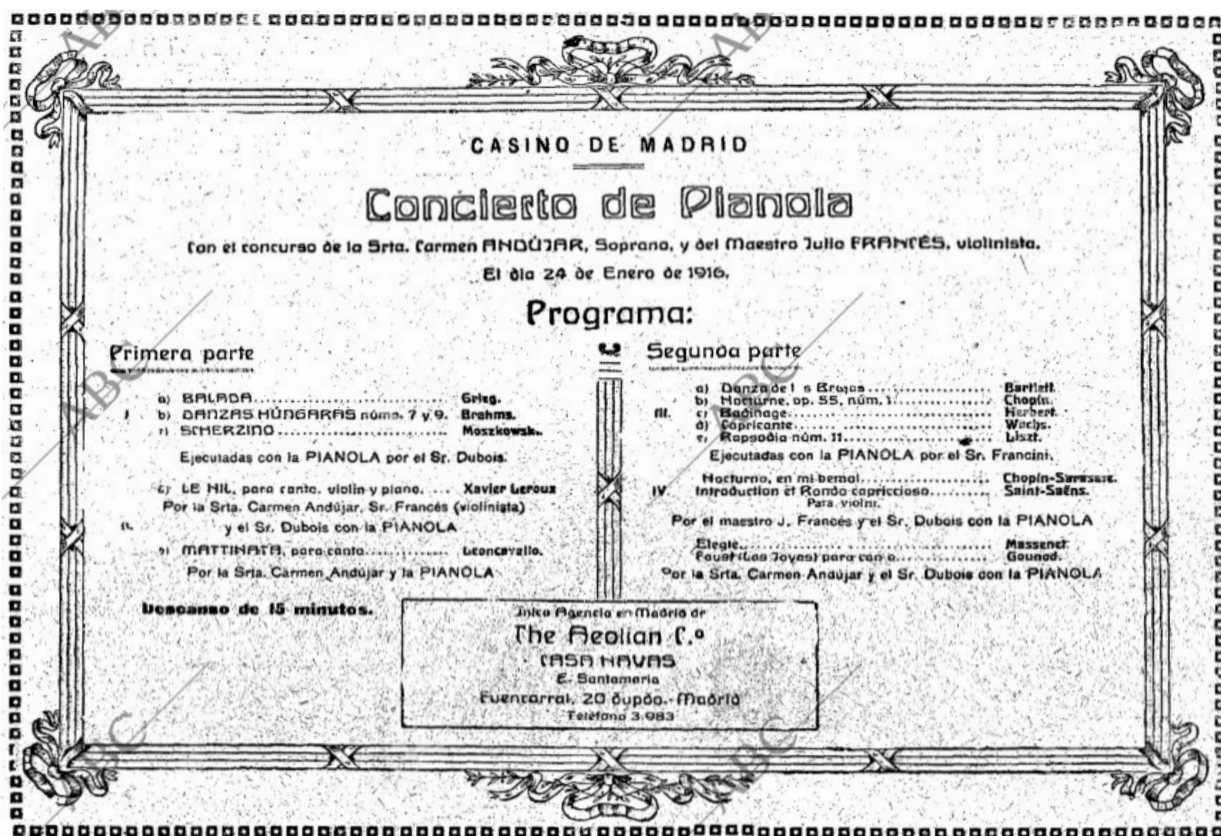 CASINO DE MADRID
Concierto de Pianola
Con el concurso de la Srta. Carmen ANDÚJAR, Soprano, y del Maestro Julio FRANCÉS, violinista.
El día 24 de Enero de 1916.
Programa:
Primera parte
a) BALADA Grieg.
I b) DANZAS HÚNGARAS núms. 7 y 9. Brahms.
c) SCHERZINO Moszkowsk.
Ejecutadas con la PIANOLA por el Sr. Dubois.
LE NIL, para canto, violín y piano. Xavier Leroux
Por la Srta. Carmen Andújar, Sr. Francés (violinista)
II. y el Sr. Dubois con la PIANOLA
b) MATTINATA, para canto Leoncavallo.
Por la Srta. Carmen Andújar y la PIANOLA
Descanso de 15 minutos.
Segunda parte
a) Danza de l s Brujas Bartlett.
b) Nocturne, op. 55, núm. 1 Chopin.
III. c) Badinage Herbert.
d) Capricante Wachs.
e) Rapsodia núm. 11 Liszt.
Ejecutadas con la PIANOLA por el Sr. Francini.
Nocturno, en mi bemol Chopin-Sarasate.
IV. Introduction et Rondo capriccioso Saint-Saëns.
Para violín.
Por el maestro J. Francés y el Sr. Dubois con la PIANOLA
Elegie Massenet
Faust (Las Joyas) para can o Gounod.
Por la Srta. Carmen Andújar y el Sr. Dubois con la PIANOLA
Única Agencia en Madrid de
The Aeolian C.º
CASA NAVAS
E. Santamaria
Fuencarral, 20 dupdo.-Madrid
Teléfono 3.983
ABC
ABC
ABC
ABC
ABC
ABC